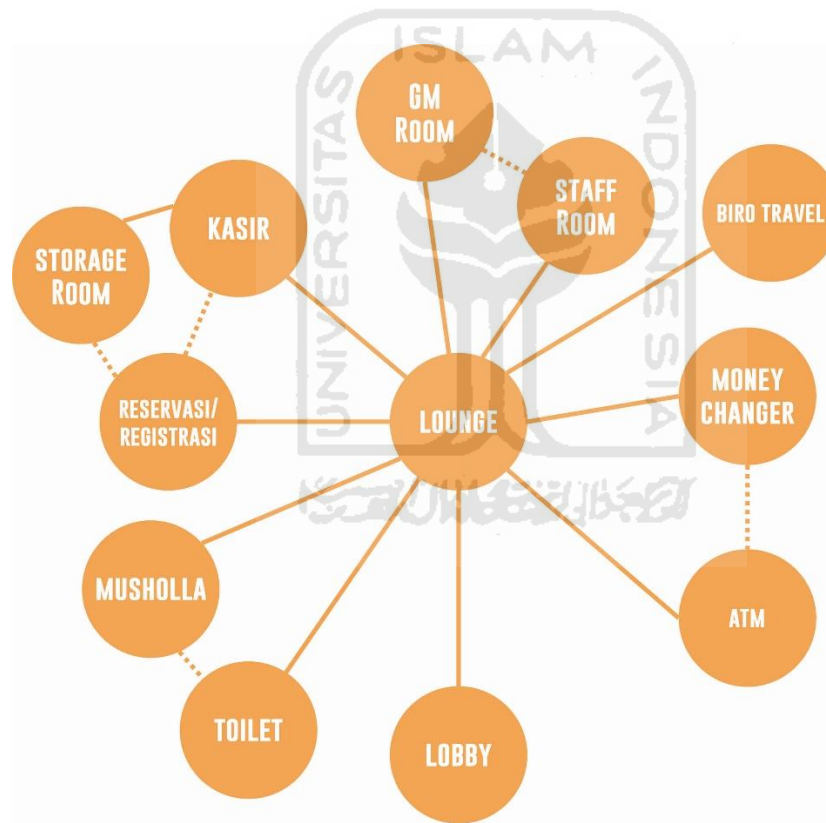 UNIVERSITAS ISLAM INDONESIA
GM
ROOM
STAFF
ROOM
BIRO TRAVEL
KASIR
STORAGE
ROOM
MONEY
CHANGER
RESERVASI/
REGISTRASI
LOUNGE
MUSHOLLA
ATM
TOILET
LOBBY